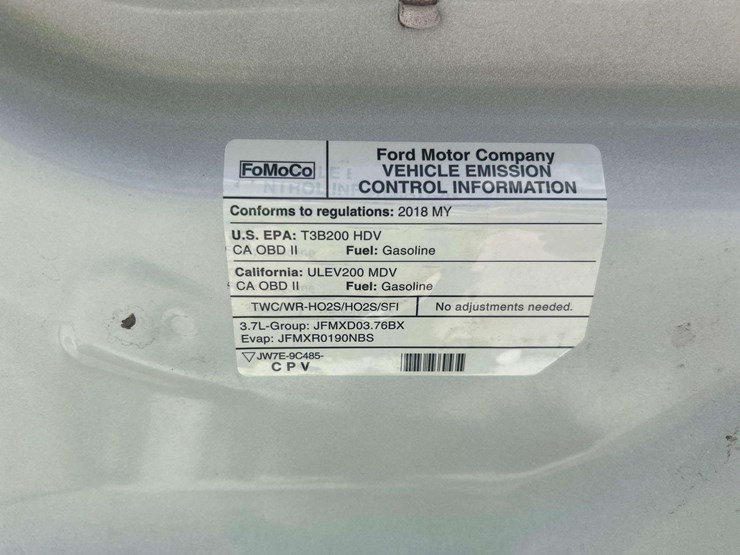 FoMoCo
Ford Motor Company
VEHICLE EMISSION
CONTROL INFORMATION
Conforms to regulations: 2018 MY
U.S. EPA: T3B200 HDV
CA OBD II Fuel: Gasoline
California: ULEV200 MDV
CA OBD II Fuel: Gasoline
TWC/WR-HO2S/HO2S/SFI No adjustments needed.
3.7L-Group: JFMXD03.76BX
Evap: JFMXR0190NBS
JW7E-9C485-
CPV